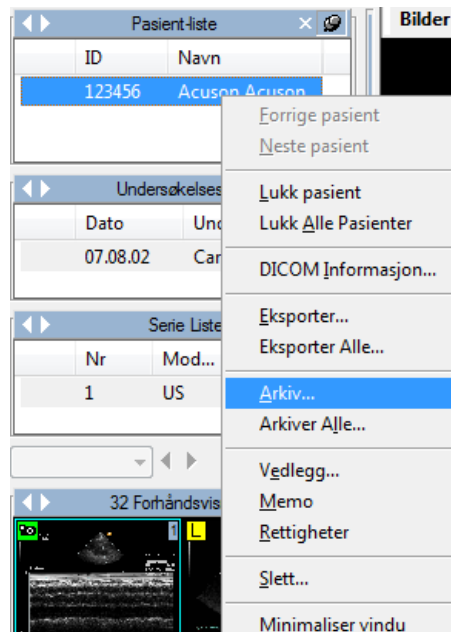 Pasient-liste
Bilder
ID Navn
123456 Acuson Acuson
Forrige pasient
Neste pasient
Undersøkelses
Lukk pasient
Dato Und
Lukk Alle Pasienter
07.08.02 Car
DICOM Informasjon...
Serie Liste
Eksporter...
Eksporter Alle...
Nr Mod...
1 US
Arkiv...
Arkiver Alle...
Vedlegg...
32 Forhåndsvis
Memo
1 L
Rettigheter
Slett...
Minimaliser vindu